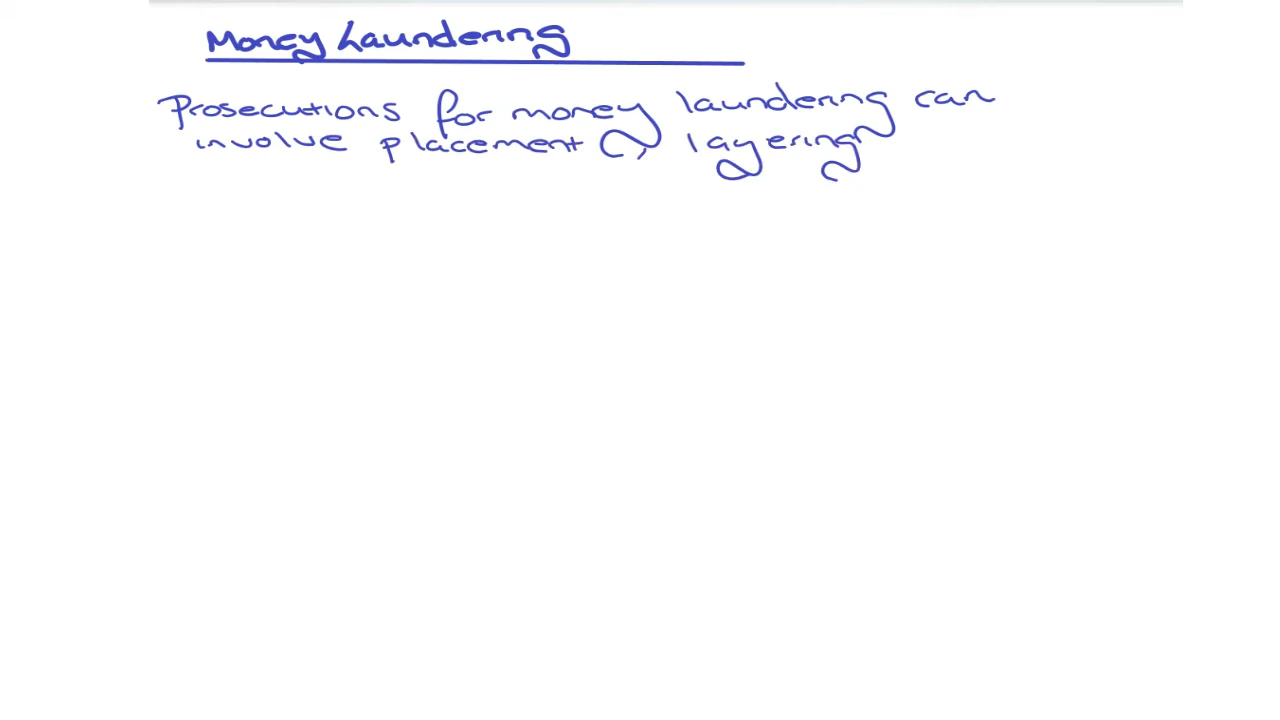 Money Laundering
Prosecutions for money laundering can
involve placement, layering